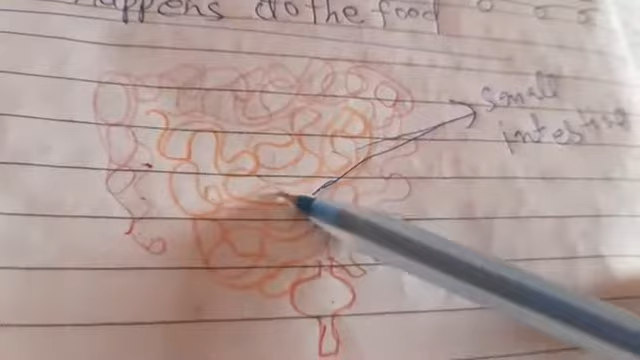 happens to the food
small
intestine